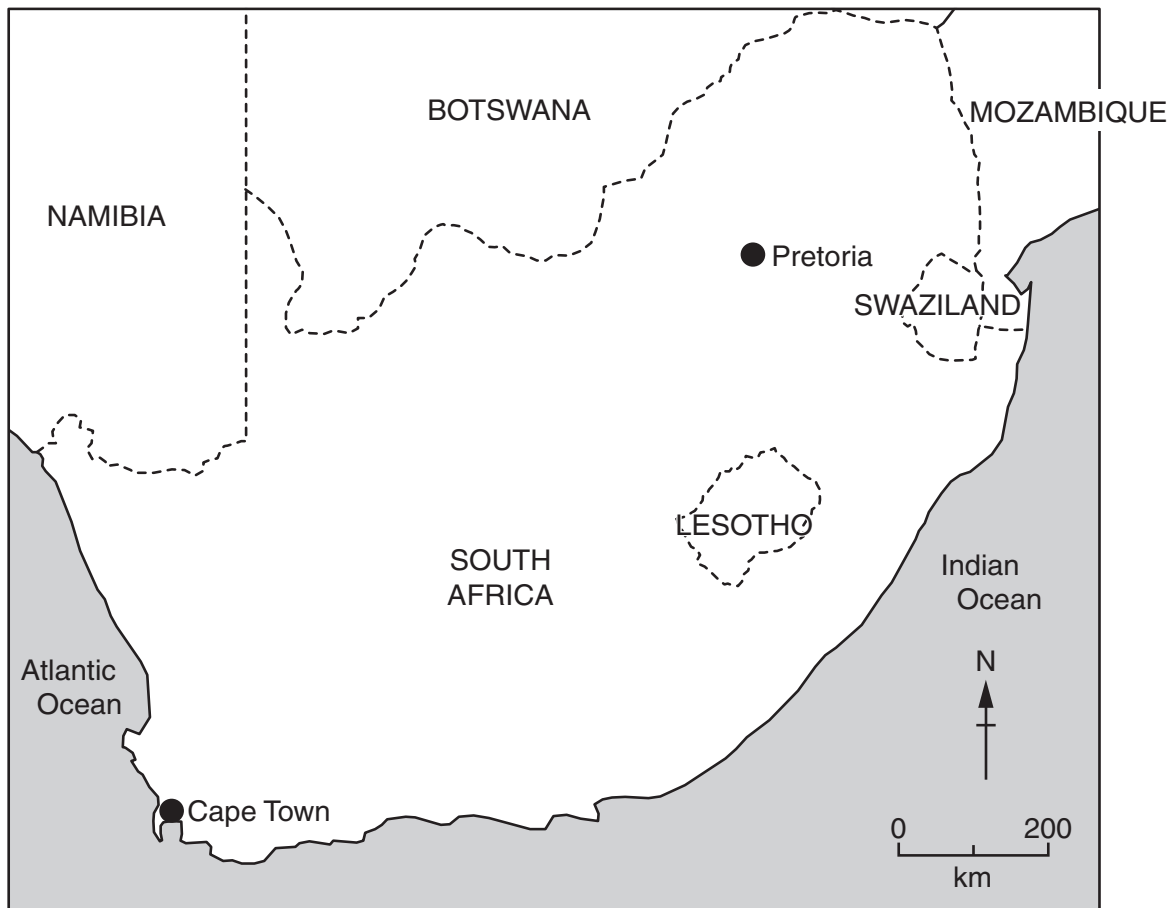 BOTSWANA
MOZAMBIQUE
NAMIBIA
Pretoria
SWAZILAND
LESOTHO
SOUTH
AFRICA
Indian
Ocean
Atlantic
Ocean
N
Cape Town
0 200
km